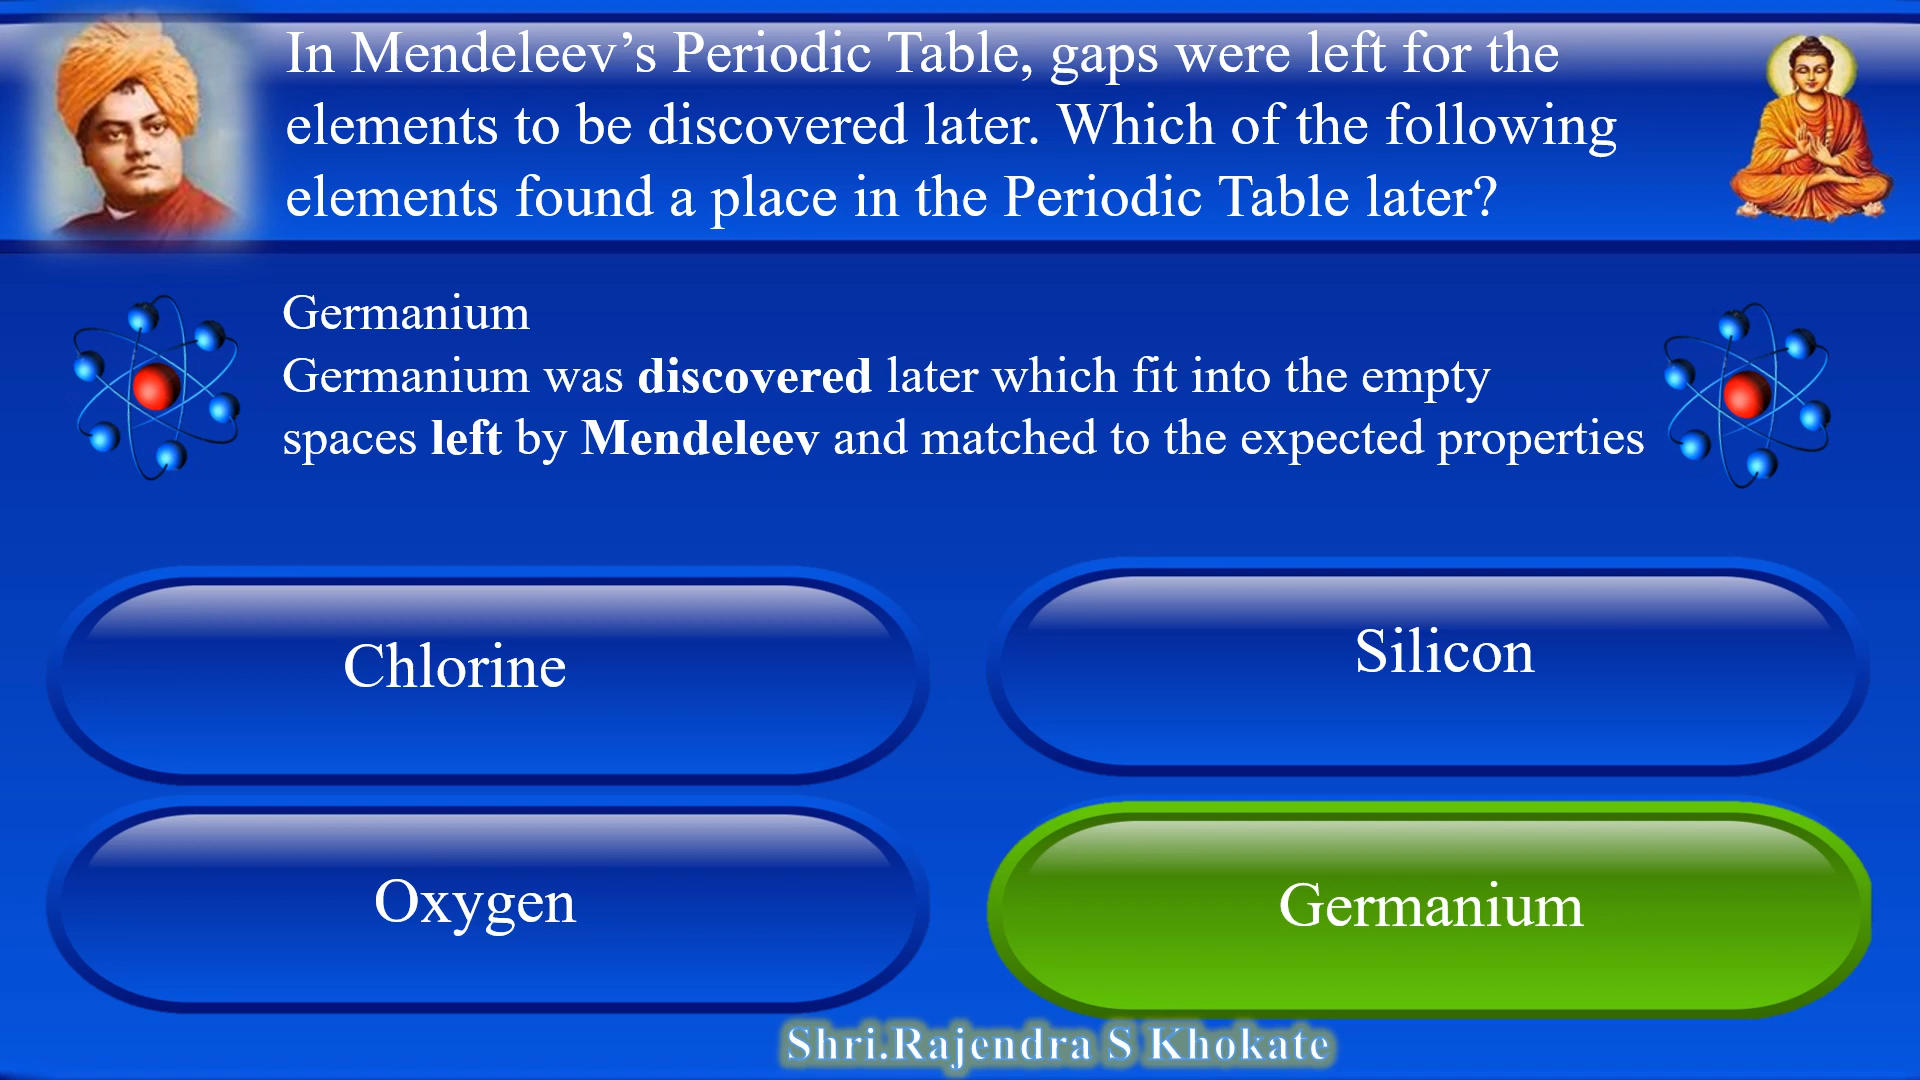 In Mendeleev’s Periodic Table, gaps were left for the
elements to be discovered later. Which of the following
elements found a place in the Periodic Table later?
Germanium
Germanium was discovered later which fit into the empty
spaces left by Mendeleev and matched to the expected properties
Chlorine
Silicon
Oxygen
Germanium
Shri.Rajendra S Khokate